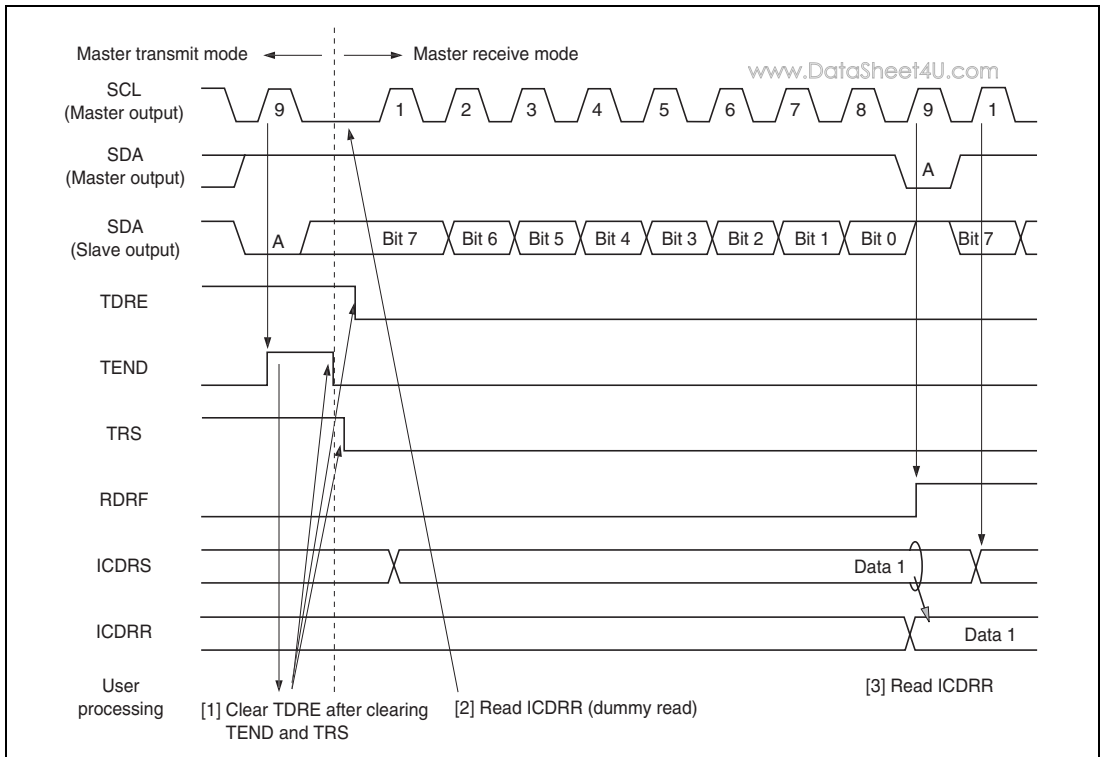 Master transmit mode
Master receive mode
www.DataSheet4U.com
SCL
(Master output)
9
1
2
3
4
5
6
7
8
9
1
SDA
(Master output)
A
SDA
(Slave output)
A
Bit 7
Bit 6
Bit 5
Bit 4
Bit 3
Bit 2
Bit 1
Bit 0
Bit 7
TDRE
TEND
TRS
RDRF
ICDRS
Data 1
ICDRR
Data 1
User
processing
[1] Clear TDRE after clearing
TEND and TRS
[2] Read ICDRR (dummy read)
[3] Read ICDRR